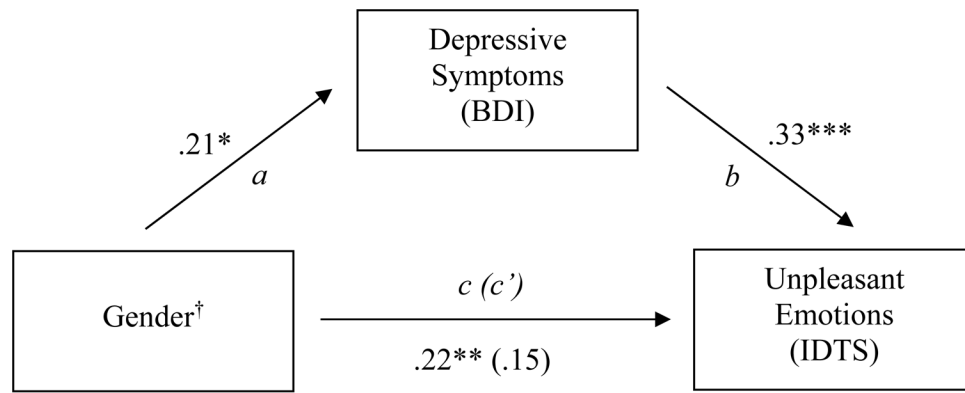 Depressive
Symptoms
(BDI)
.21*
a
.33***
b
Gender†
c (c’)
.22** (.15)
Unpleasant
Emotions
(IDTS)